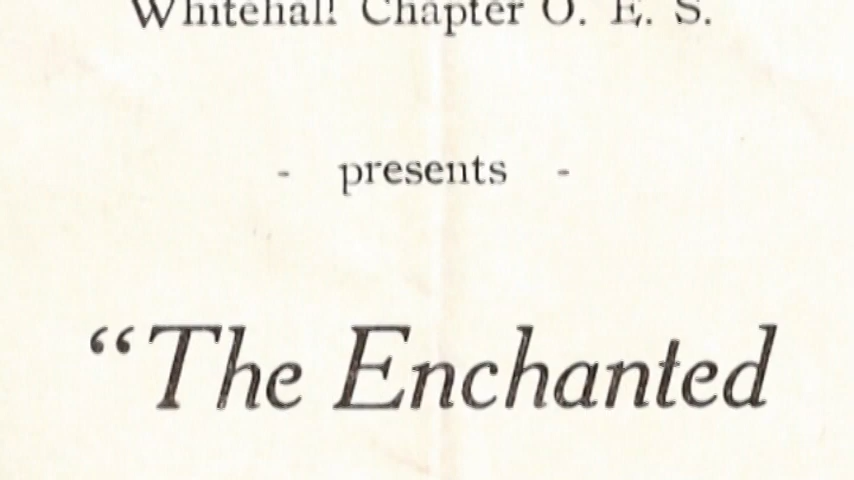 Whitehall Chapter O. E. S.
- presents -
“The Enchanted